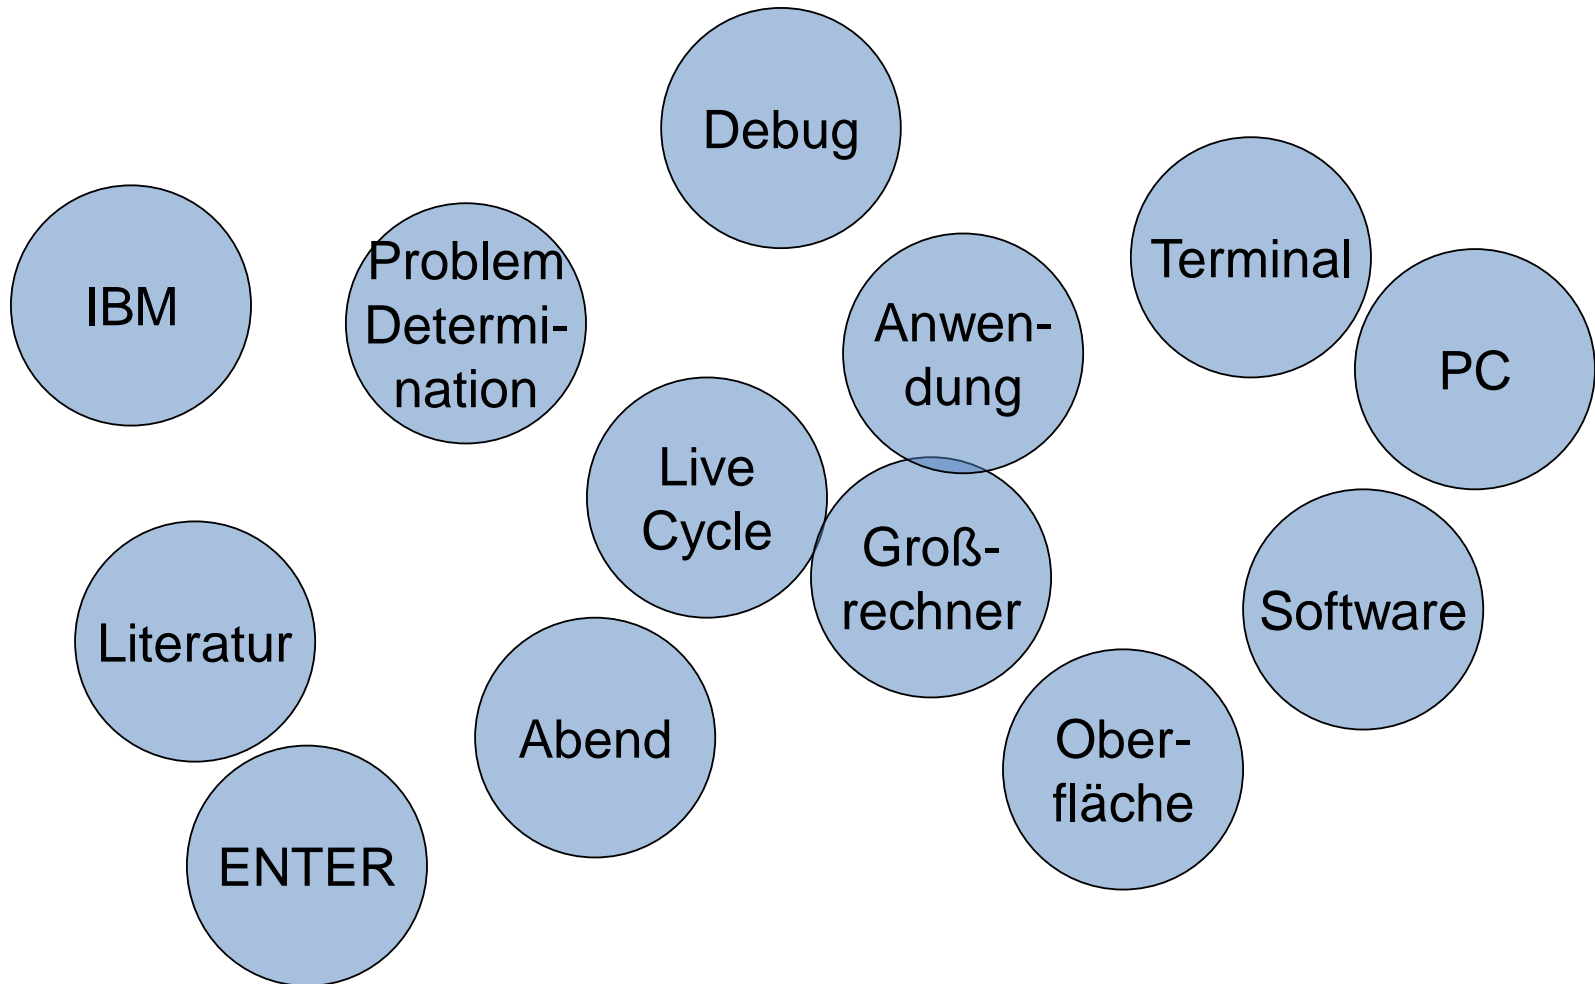 Debug
Terminal
IBM
Problem
Determi-
nation
Anwen-
dung
PC
Live
Cycle
Groß-
rechner
Software
Literatur
Abend
Ober-
fläche
ENTER